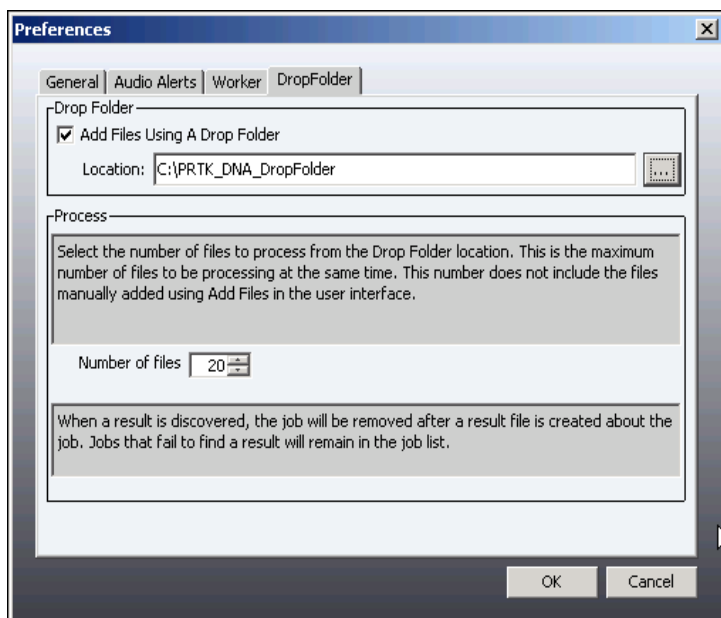 Preferences
General Audio Alerts Worker DropFolder
Drop Folder
Add Files Using A Drop Folder
Location: C:\PRTK_DNA_DropFolder ...
Process
Select the number of files to process from the Drop Folder location. This is the maximum
number of files to be processing at the same time. This number does not include the files
manually added using Add Files in the user interface.
Number of files 20
When a result is discovered, the job will be removed after a result file is created about the
job. Jobs that fail to find a result will remain in the job list.
OK Cancel